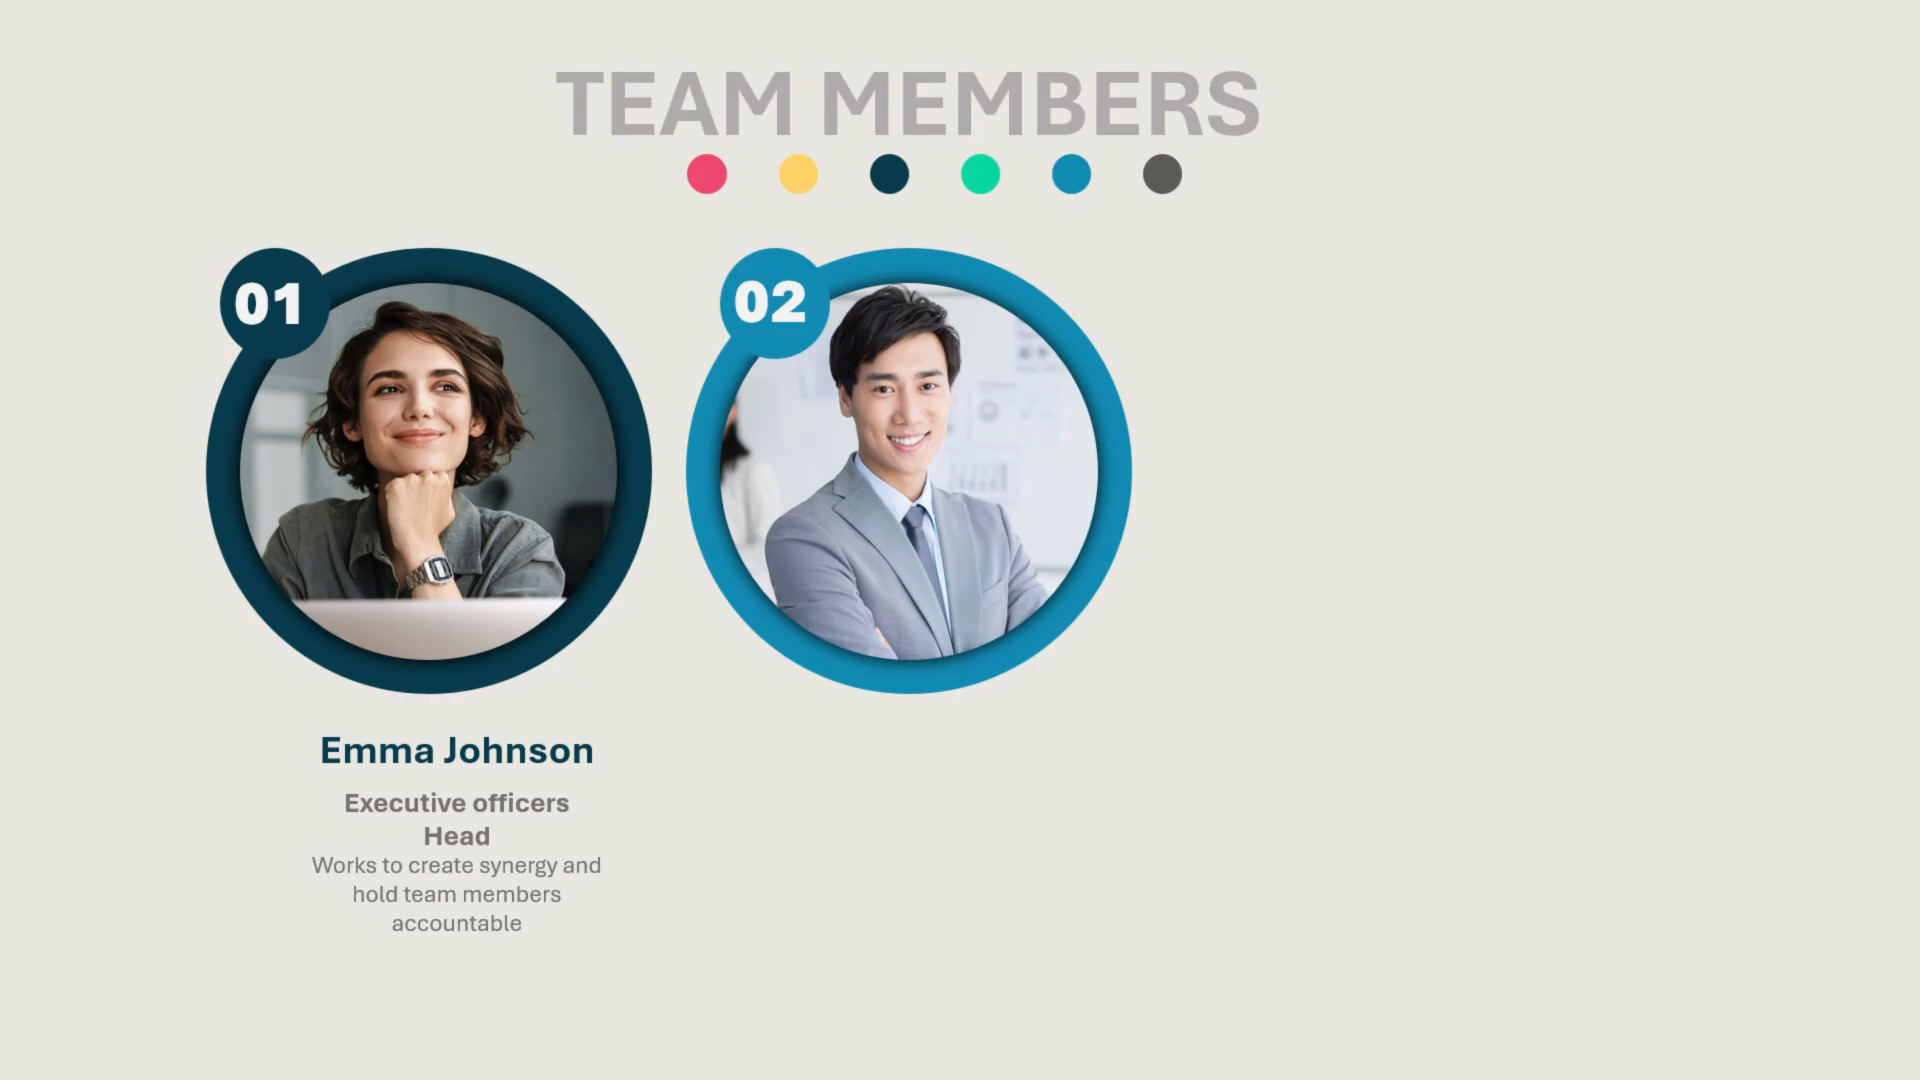 TEAM MEMBERS
01
02
Emma Johnson
Executive officers
Head
Works to create synergy and
hold team members
accountable